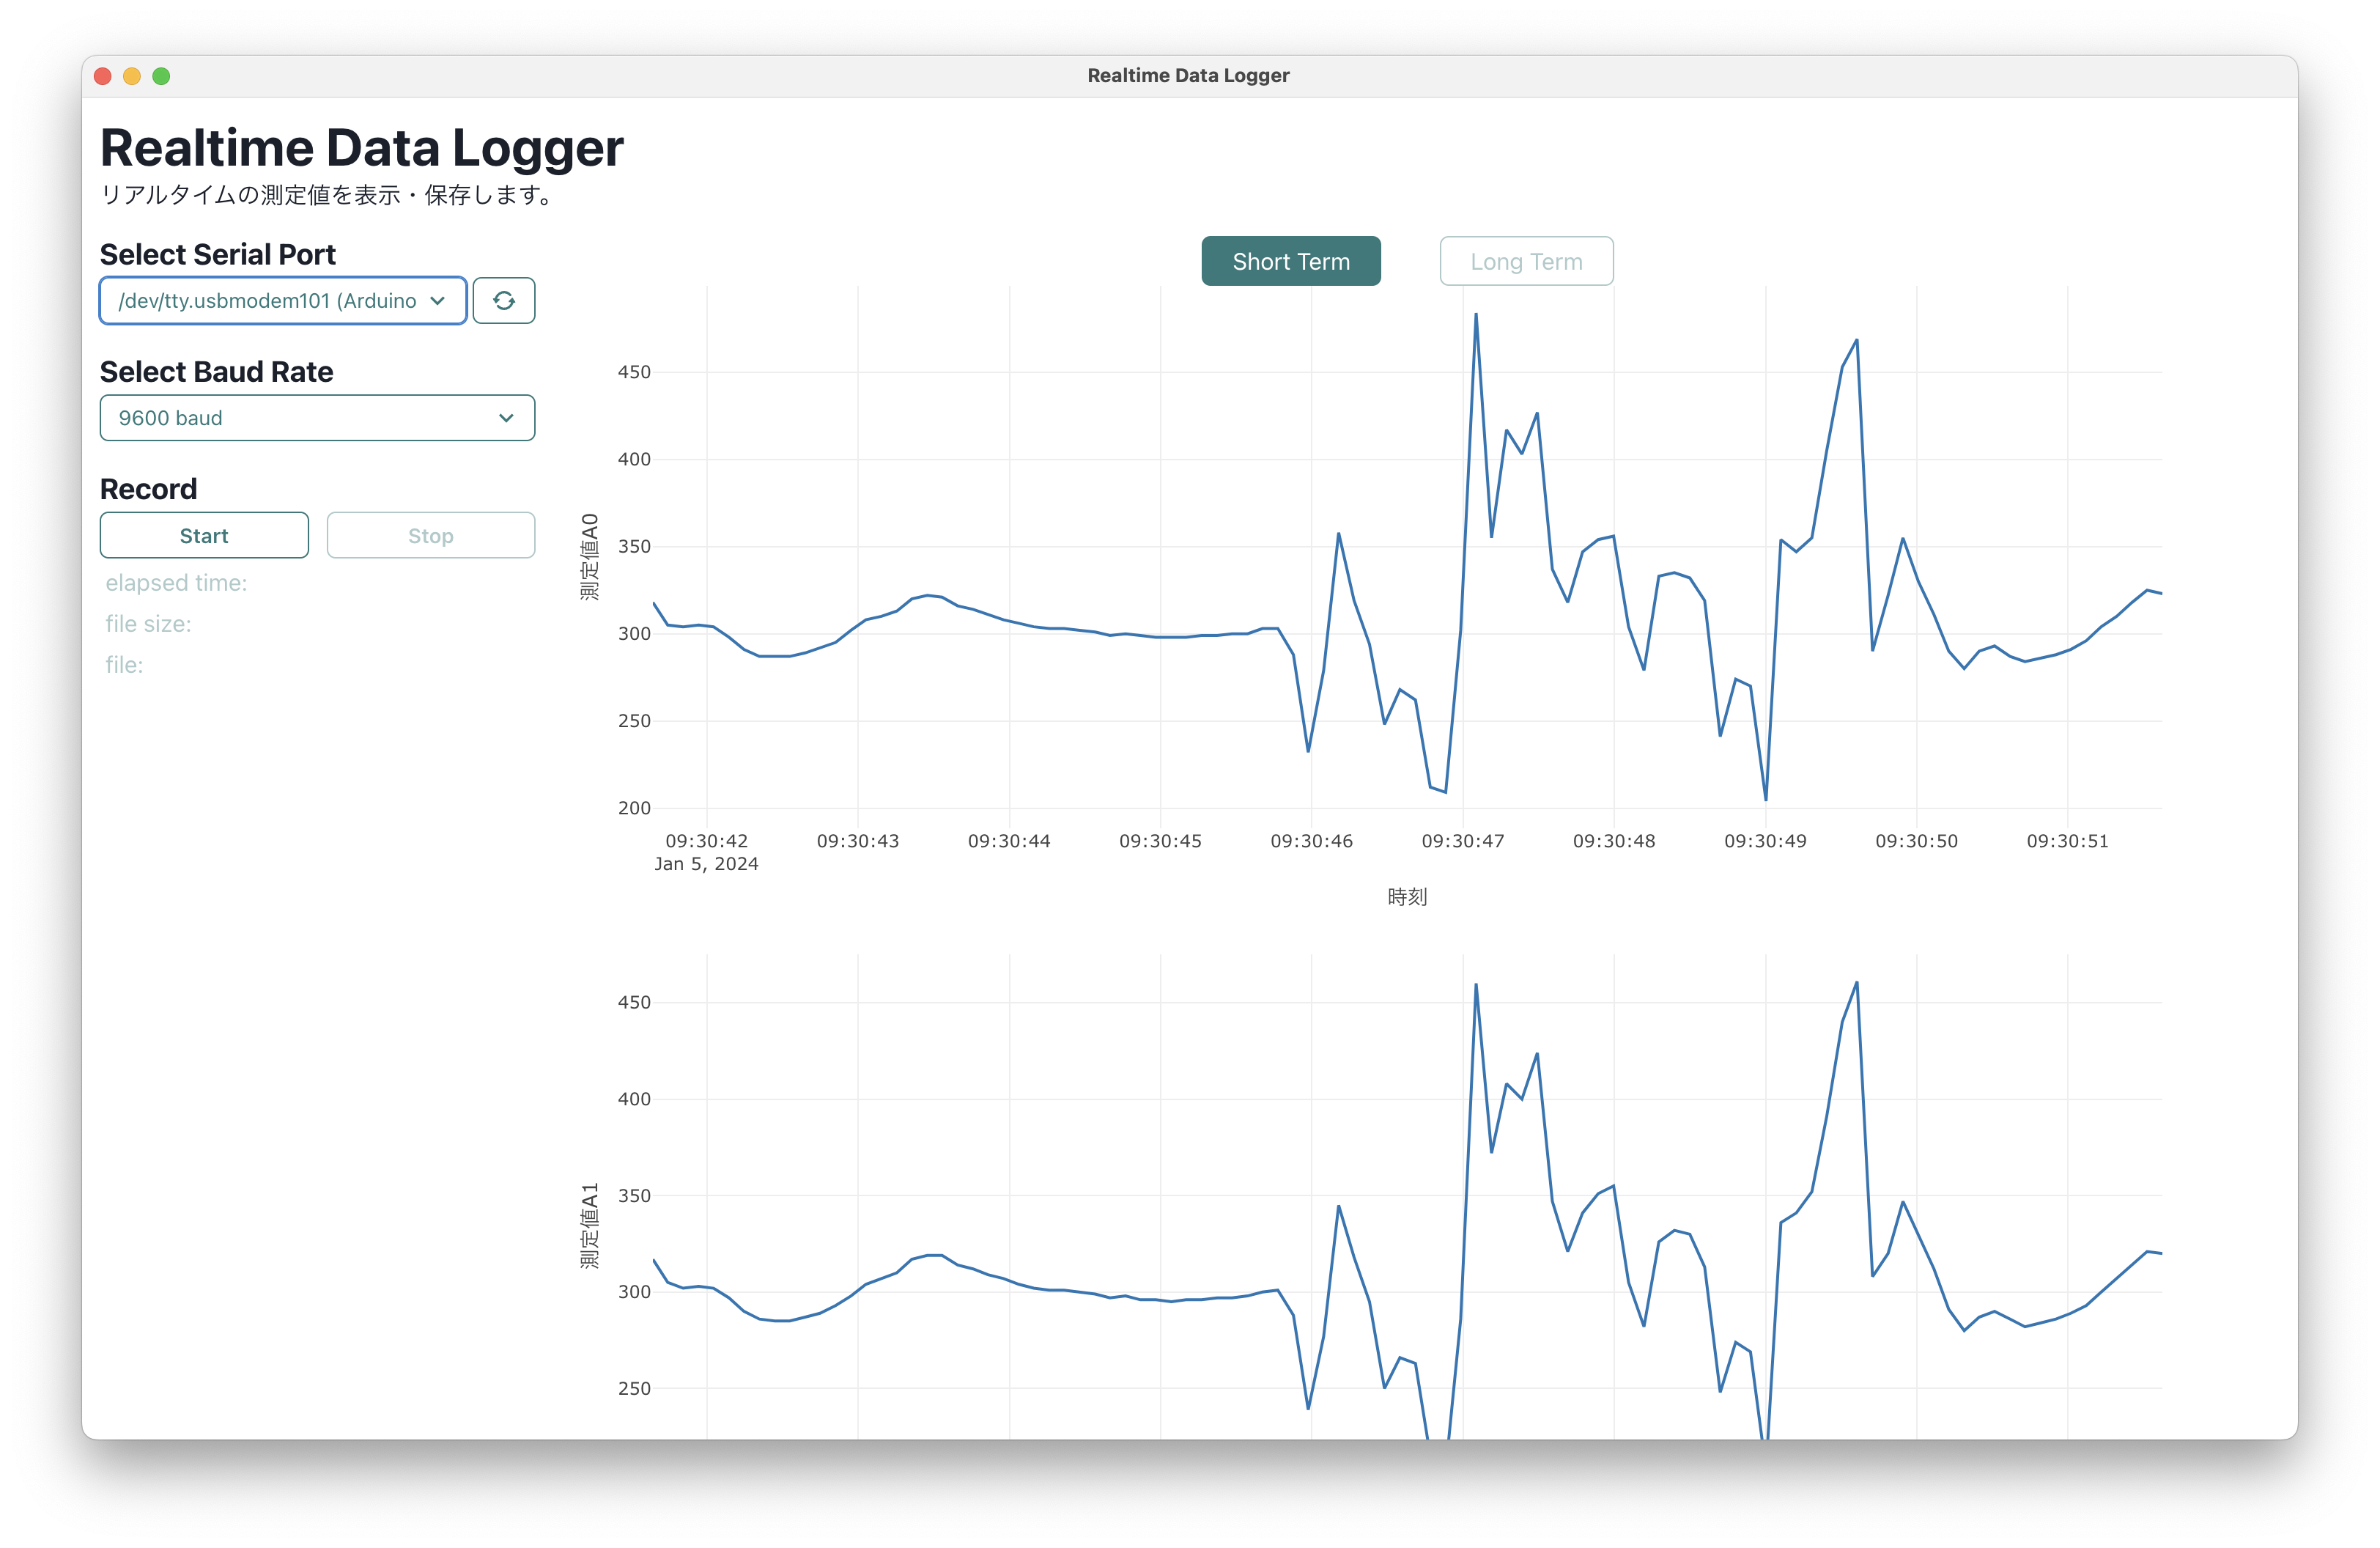 Realtime Data Logger
Realtime Data Logger
リアルタイムの測定値を表示・保存します。
Select Serial Port
/dev/tty.usbmodem101 (Arduino
Select Baud Rate
9600 baud
Record
Start
Stop
elapsed time:
file size:
file:
Short Term
Long Term
測定値A0
450
400
350
300
250
200
09:30:42
09:30:43
09:30:44
09:30:45
09:30:46
09:30:47
09:30:48
09:30:49
09:30:50
09:30:51
Jan 5, 2024
時刻
測定値A1
450
400
350
300
250